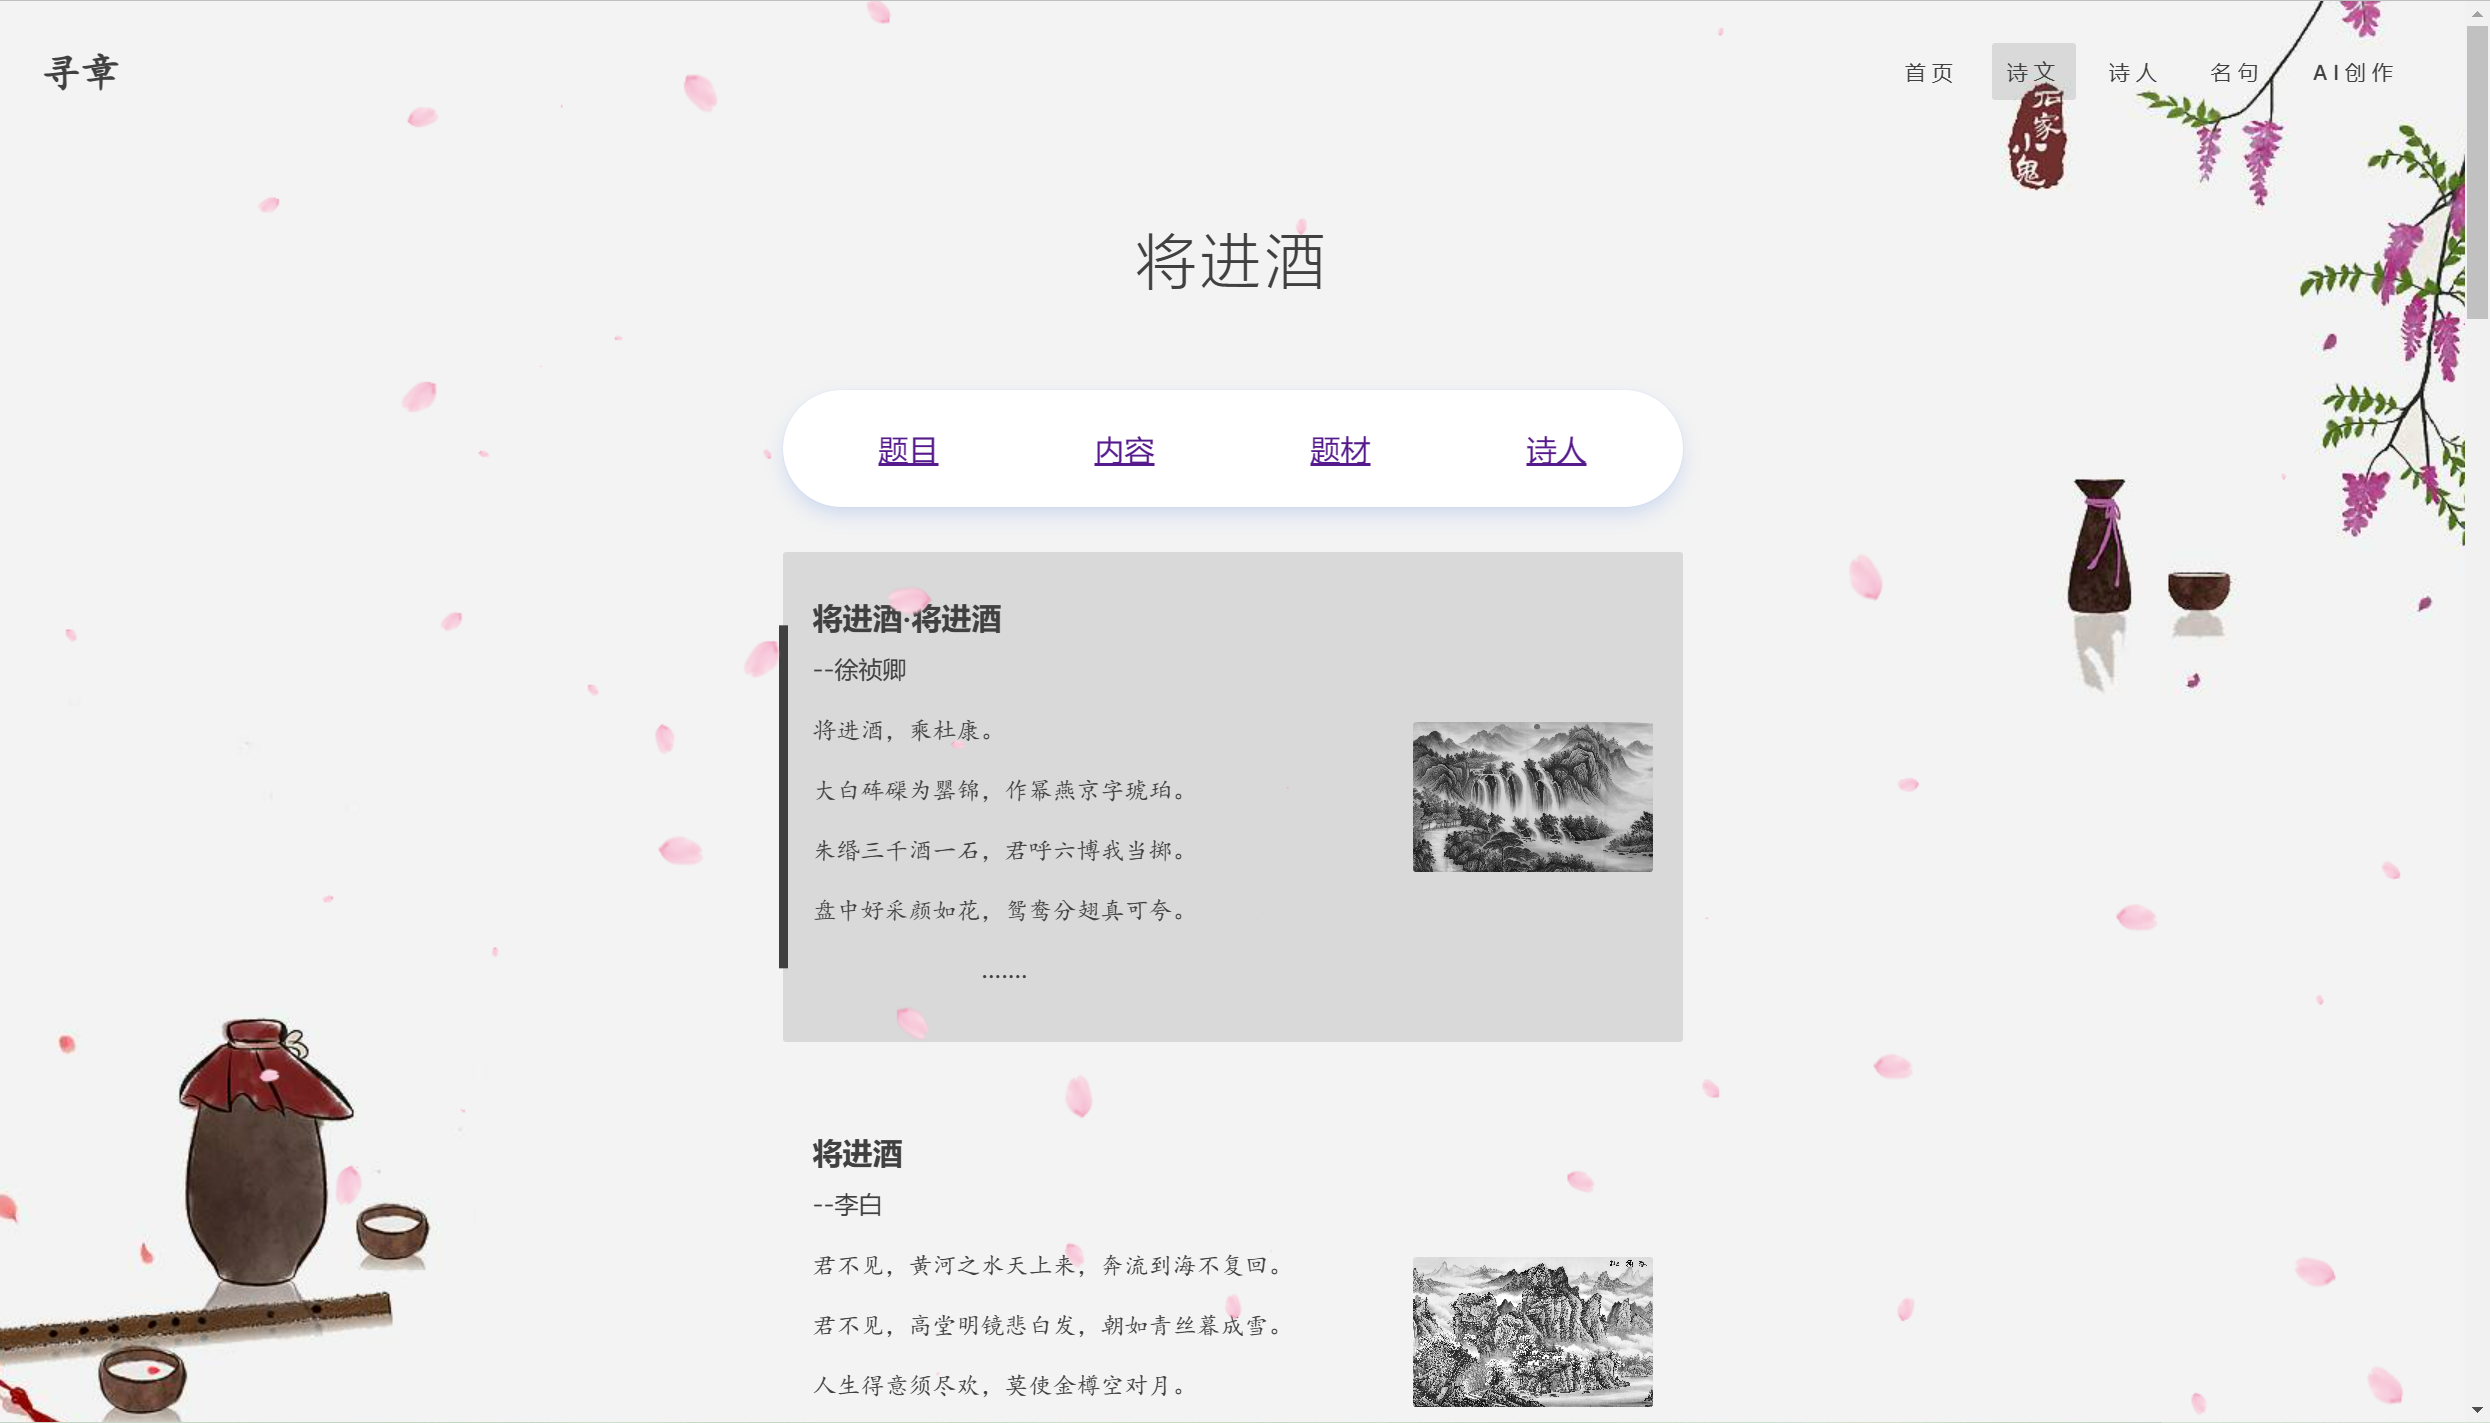 寻章
首页 诗文 诗人 名句 AI创作
石家小鬼
将进酒
题目 内容 题材 诗人
将进酒·将进酒
--徐祯卿
将进酒，乘杜康。
大白砗磲为罂锦，作幂燕京字琥珀。
朱缗三千酒一石，君呼六博我当掷。
盘中好采颜如花，鸳鸯分翅真可夸。
.......
将进酒
--李白
君不见，黄河之水天上来，奔流到海不复回。
君不见，高堂明镜悲白发，朝如青丝暮成雪。
人生得意须尽欢，莫使金樽空对月。